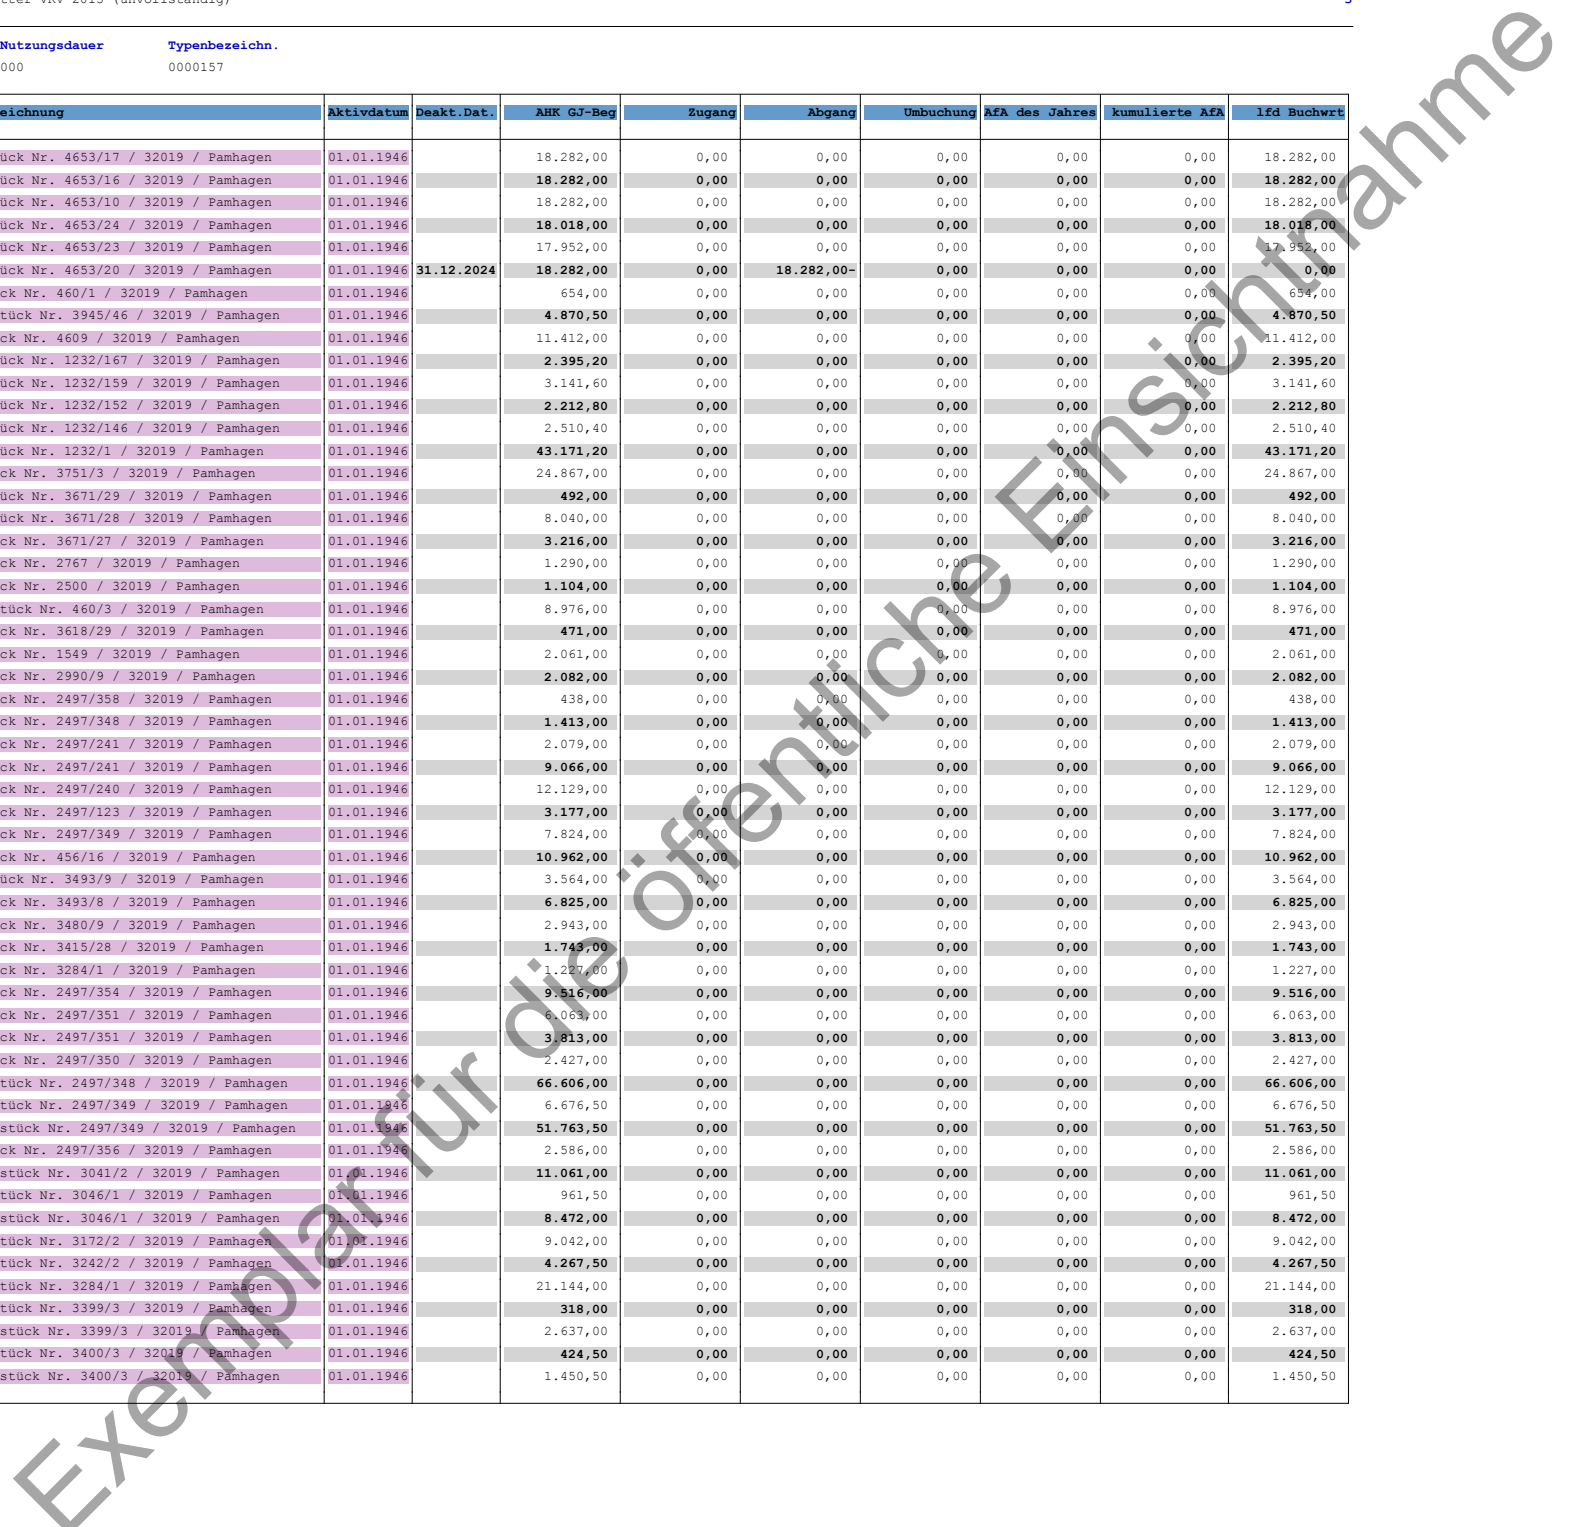 tter VRV 2015 (unvollständig)
Nutzungsdauer Typenbezeichn.
000 0000157
eichnung Aktivdatum Deakt.Dat. AHK GJ-Beg Zugang Abgang Umbuchung AfA des Jahres kumulierte AfA lfd Buchwrt
ück Nr. 4653/17 / 32019 / Pamhagen 01.01.1946 18.282,00 0,00 0,00 0,00 0,00 0,00 18.282,00
ück Nr. 4653/16 / 32019 / Pamhagen 01.01.1946 18.282,00 0,00 0,00 0,00 0,00 0,00 18.282,00
ück Nr. 4653/10 / 32019 / Pamhagen 01.01.1946 18.282,00 0,00 0,00 0,00 0,00 0,00 18.282,00
ück Nr. 4653/24 / 32019 / Pamhagen 01.01.1946 18.018,00 0,00 0,00 0,00 0,00 0,00 18.018,00
ück Nr. 4653/23 / 32019 / Pamhagen 01.01.1946 17.952,00 0,00 0,00 0,00 0,00 0,00 17.952,00
ück Nr. 4653/20 / 32019 / Pamhagen 01.01.1946 31.12.2024 18.282,00 0,00 18.282,00- 0,00 0,00 0,00 0,00
ck Nr. 460/1 / 32019 / Pamhagen 01.01.1946 654,00 0,00 0,00 0,00 0,00 0,00 654,00
tück Nr. 3945/46 / 32019 / Pamhagen 01.01.1946 4.870,50 0,00 0,00 0,00 0,00 0,00 4.870,50
ck Nr. 4609 / 32019 / Pamhagen 01.01.1946 11.412,00 0,00 0,00 0,00 0,00 0,00 11.412,00
ück Nr. 1232/167 / 32019 / Pamhagen 01.01.1946 2.395,20 0,00 0,00 0,00 0,00 0,00 2.395,20
ück Nr. 1232/159 / 32019 / Pamhagen 01.01.1946 3.141,60 0,00 0,00 0,00 0,00 0,00 3.141,60
ück Nr. 1232/152 / 32019 / Pamhagen 01.01.1946 2.212,80 0,00 0,00 0,00 0,00 0,00 2.212,80
ück Nr. 1232/146 / 32019 / Pamhagen 01.01.1946 2.510,40 0,00 0,00 0,00 0,00 0,00 2.510,40
ück Nr. 1232/1 / 32019 / Pamhagen 01.01.1946 43.171,20 0,00 0,00 0,00 0,00 0,00 43.171,20
ck Nr. 3751/3 / 32019 / Pamhagen 01.01.1946 24.867,00 0,00 0,00 0,00 0,00 0,00 24.867,00
ück Nr. 3671/29 / 32019 / Pamhagen 01.01.1946 492,00 0,00 0,00 0,00 0,00 0,00 492,00
ück Nr. 3671/28 / 32019 / Pamhagen 01.01.1946 8.040,00 0,00 0,00 0,00 0,00 0,00 8.040,00
ck Nr. 3671/27 / 32019 / Pamhagen 01.01.1946 3.216,00 0,00 0,00 0,00 0,00 0,00 3.216,00
ck Nr. 2767 / 32019 / Pamhagen 01.01.1946 1.290,00 0,00 0,00 0,00 0,00 0,00 1.290,00
ck Nr. 2500 / 32019 / Pamhagen 01.01.1946 1.104,00 0,00 0,00 0,00 0,00 0,00 1.104,00
tück Nr. 460/3 / 32019 / Pamhagen 01.01.1946 8.976,00 0,00 0,00 0,00 0,00 0,00 8.976,00
ck Nr. 3618/29 / 32019 / Pamhagen 01.01.1946 471,00 0,00 0,00 0,00 0,00 0,00 471,00
ck Nr. 1549 / 32019 / Pamhagen 01.01.1946 2.061,00 0,00 0,00 0,00 0,00 0,00 2.061,00
ck Nr. 2990/9 / 32019 / Pamhagen 01.01.1946 2.082,00 0,00 0,00 0,00 0,00 0,00 2.082,00
ck Nr. 2497/358 / 32019 / Pamhagen 01.01.1946 438,00 0,00 0,00 0,00 0,00 0,00 438,00
ck Nr. 2497/348 / 32019 / Pamhagen 01.01.1946 1.413,00 0,00 0,00 0,00 0,00 0,00 1.413,00
ck Nr. 2497/241 / 32019 / Pamhagen 01.01.1946 2.079,00 0,00 0,00 0,00 0,00 0,00 2.079,00
ck Nr. 2497/241 / 32019 / Pamhagen 01.01.1946 9.066,00 0,00 0,00 0,00 0,00 0,00 9.066,00
ck Nr. 2497/240 / 32019 / Pamhagen 01.01.1946 12.129,00 0,00 0,00 0,00 0,00 0,00 12.129,00
ck Nr. 2497/123 / 32019 / Pamhagen 01.01.1946 3.177,00 0,00 0,00 0,00 0,00 0,00 3.177,00
ck Nr. 2497/349 / 32019 / Pamhagen 01.01.1946 7.824,00 0,00 0,00 0,00 0,00 0,00 7.824,00
ck Nr. 456/16 / 32019 / Pamhagen 01.01.1946 10.962,00 0,00 0,00 0,00 0,00 0,00 10.962,00
ück Nr. 3493/9 / 32019 / Pamhagen 01.01.1946 3.564,00 0,00 0,00 0,00 0,00 0,00 3.564,00
ck Nr. 3493/8 / 32019 / Pamhagen 01.01.1946 6.825,00 0,00 0,00 0,00 0,00 0,00 6.825,00
ck Nr. 3480/9 / 32019 / Pamhagen 01.01.1946 2.943,00 0,00 0,00 0,00 0,00 0,00 2.943,00
ck Nr. 3415/28 / 32019 / Pamhagen 01.01.1946 1.743,00 0,00 0,00 0,00 0,00 0,00 1.743,00
ck Nr. 3284/1 / 32019 / Pamhagen 01.01.1946 1.227,00 0,00 0,00 0,00 0,00 0,00 1.227,00
ck Nr. 2497/354 / 32019 / Pamhagen 01.01.1946 9.516,00 0,00 0,00 0,00 0,00 0,00 9.516,00
ck Nr. 2497/351 / 32019 / Pamhagen 01.01.1946 6.063,00 0,00 0,00 0,00 0,00 0,00 6.063,00
ck Nr. 2497/351 / 32019 / Pamhagen 01.01.1946 3.813,00 0,00 0,00 0,00 0,00 0,00 3.813,00
ck Nr. 2497/350 / 32019 / Pamhagen 01.01.1946 2.427,00 0,00 0,00 0,00 0,00 0,00 2.427,00
tück Nr. 2497/348 / 32019 / Pamhagen 01.01.1946 66.606,00 0,00 0,00 0,00 0,00 0,00 66.606,00
tück Nr. 2497/349 / 32019 / Pamhagen 01.01.1946 6.676,50 0,00 0,00 0,00 0,00 0,00 6.676,50
stück Nr. 2497/349 / 32019 / Pamhagen 01.01.1946 51.763,50 0,00 0,00 0,00 0,00 0,00 51.763,50
ck Nr. 2497/356 / 32019 / Pamhagen 01.01.1946 2.586,00 0,00 0,00 0,00 0,00 0,00 2.586,00
stück Nr. 3041/2 / 32019 / Pamhagen 01.01.1946 11.061,00 0,00 0,00 0,00 0,00 0,00 11.061,00
tück Nr. 3046/1 / 32019 / Pamhagen 01.01.1946 961,50 0,00 0,00 0,00 0,00 0,00 961,50
stück Nr. 3046/1 / 32019 / Pamhagen 01.01.1946 8.472,00 0,00 0,00 0,00 0,00 0,00 8.472,00
tück Nr. 3172/2 / 32019 / Pamhagen 01.01.1946 9.042,00 0,00 0,00 0,00 0,00 0,00 9.042,00
tück Nr. 3242/2 / 32019 / Pamhagen 01.01.1946 4.267,50 0,00 0,00 0,00 0,00 0,00 4.267,50
tück Nr. 3284/1 / 32019 / Pamhagen 01.01.1946 21.144,00 0,00 0,00 0,00 0,00 0,00 21.144,00
tück Nr. 3399/3 / 32019 / Pamhagen 01.01.1946 318,00 0,00 0,00 0,00 0,00 0,00 318,00
stück Nr. 3399/3 / 32019 / Pamhagen 01.01.1946 2.637,00 0,00 0,00 0,00 0,00 0,00 2.637,00
tück Nr. 3400/3 / 32019 / Pamhagen 01.01.1946 424,50 0,00 0,00 0,00 0,00 0,00 424,50
stück Nr. 3400/3 / 32019 / Pamhagen 01.01.1946 1.450,50 0,00 0,00 0,00 0,00 0,00 1.450,50
Exemplar für die öffentliche Einsichtnahme